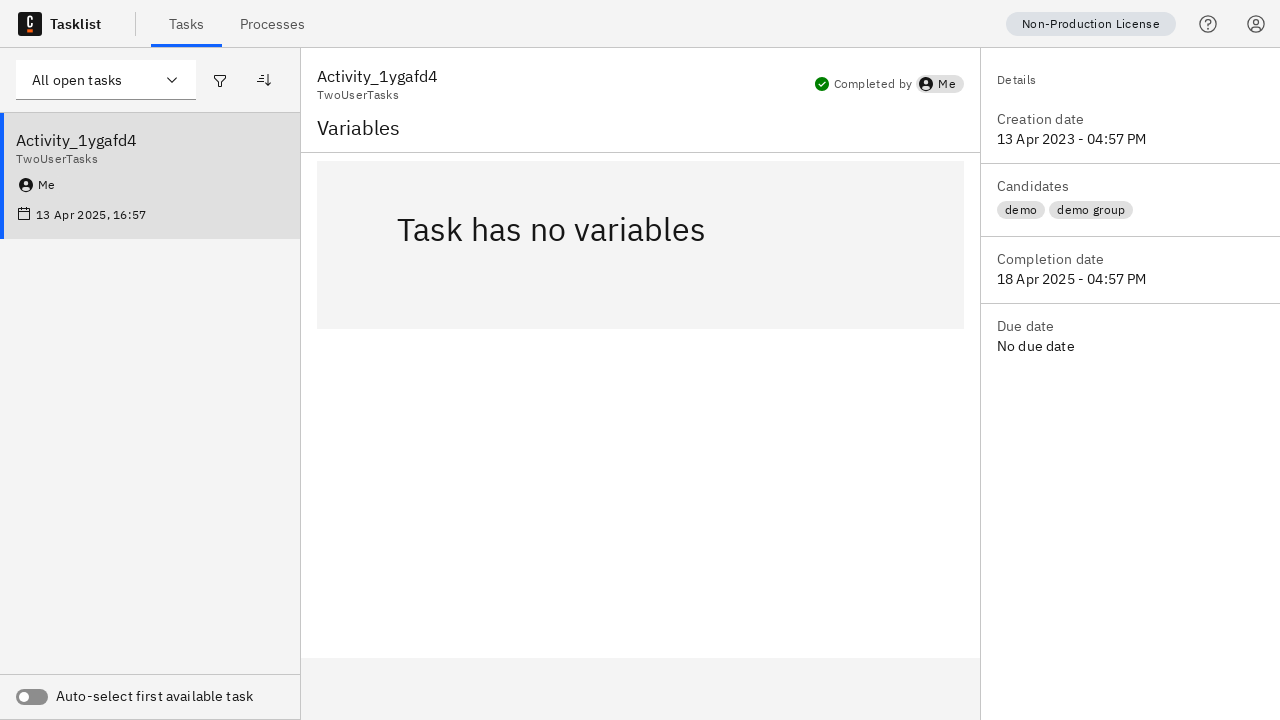 Tasklist
Tasks
Processes
Non-Production License
All open tasks
Activity_1ygafd4
TwoUserTasks
Me
13 Apr 2025, 16:57
Auto-select first available task
Activity_1ygafd4
TwoUserTasks
Completed by Me
Variables
Task has no variables
Details
Creation date
13 Apr 2023 - 04:57 PM
Candidates
demo demo group
Completion date
18 Apr 2025 - 04:57 PM
Due date
No due date